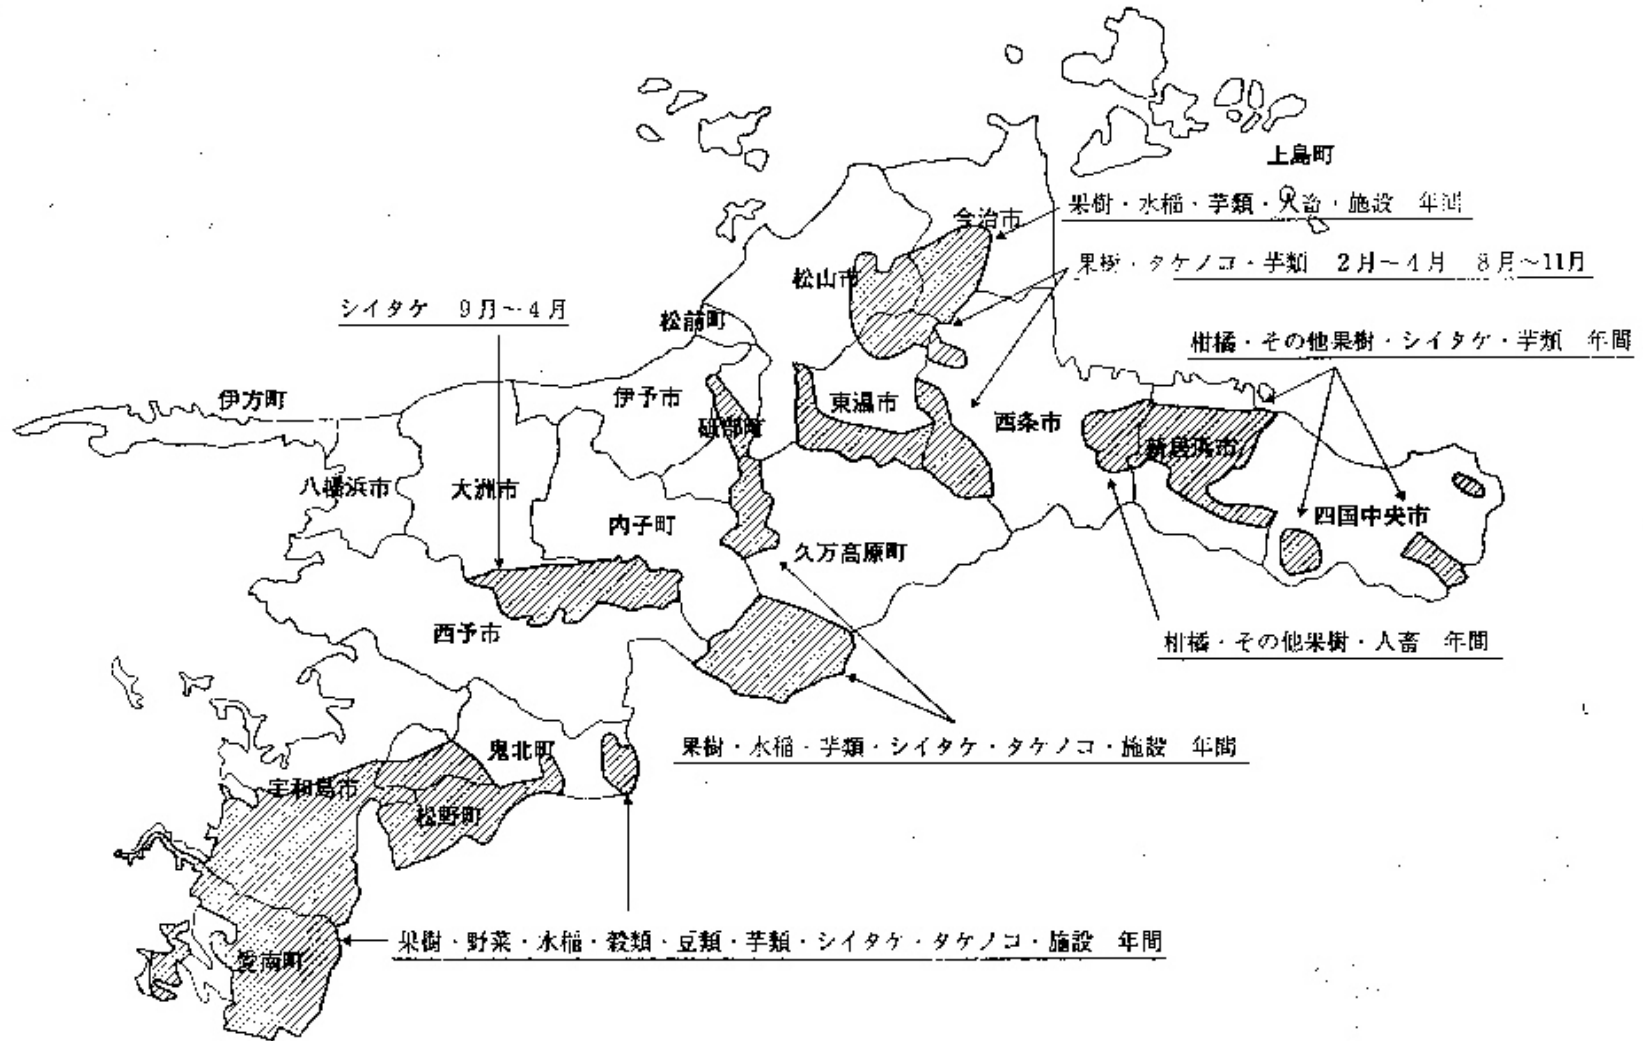 上島町
果樹・水稲・芋類・人畜・施設 年間
今治市
果樹・タケノコ・芋類 2月～4月 8月～11月
松山市
シイタケ 9月～4月
松前町
柑橘・その他果樹・シイタケ・芋類 年間
伊方町
伊予市
東温市
砥部町
西条市
新居浜市
八幡浜市
大洲市
内子町
四国中央市
久万高原町
西予市
柑橘・その他果樹・人畜 年間
鬼北町
果樹・水稲・芋類・シイタケ・タケノコ・施設 年間
宇和島市
松野町
果樹・野菜・水稲・穀類・豆類・芋類・シイタケ・タケノコ・施設 年間
愛南町